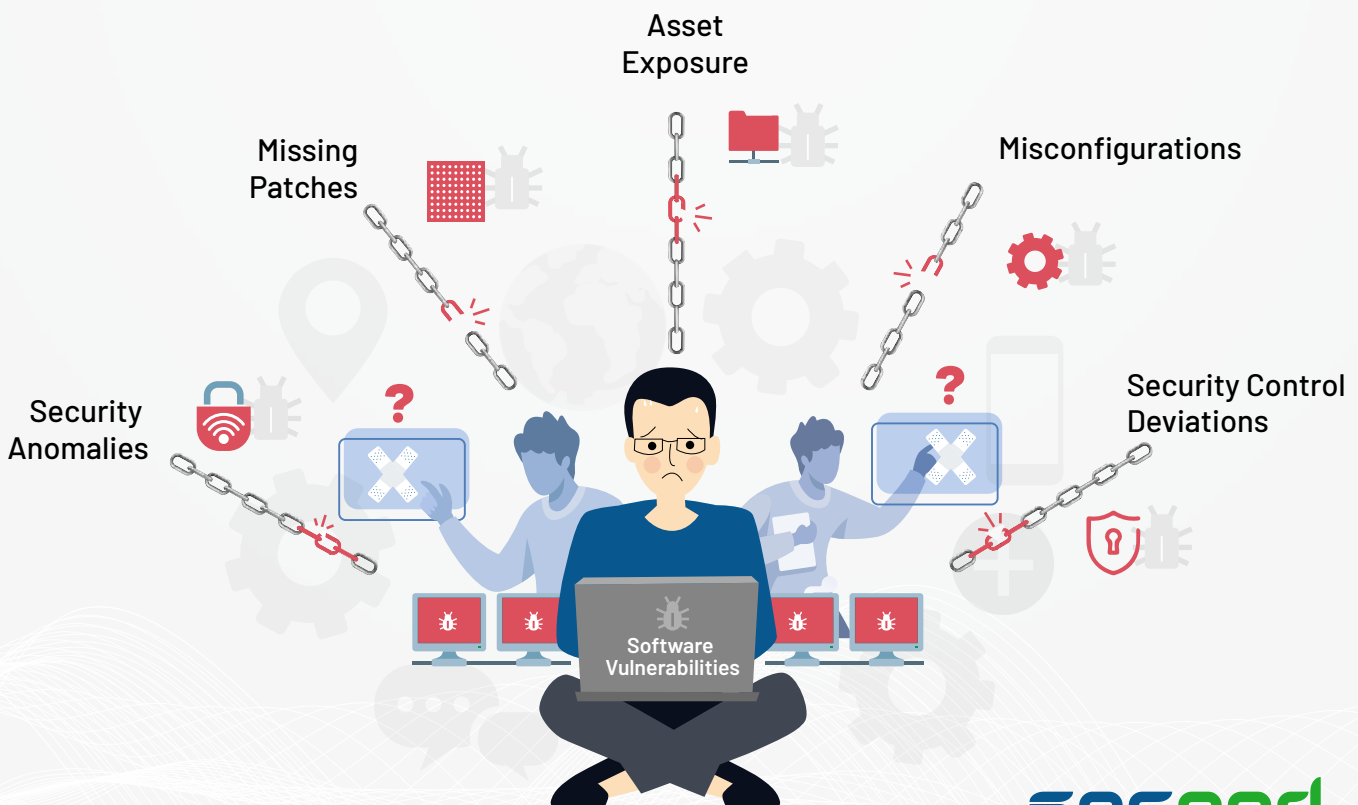 Asset
Exposure
Missing
Patches
Misconfigurations
Security
Anomalies
?
?
Security Control
Deviations
Software
Vulnerabilities